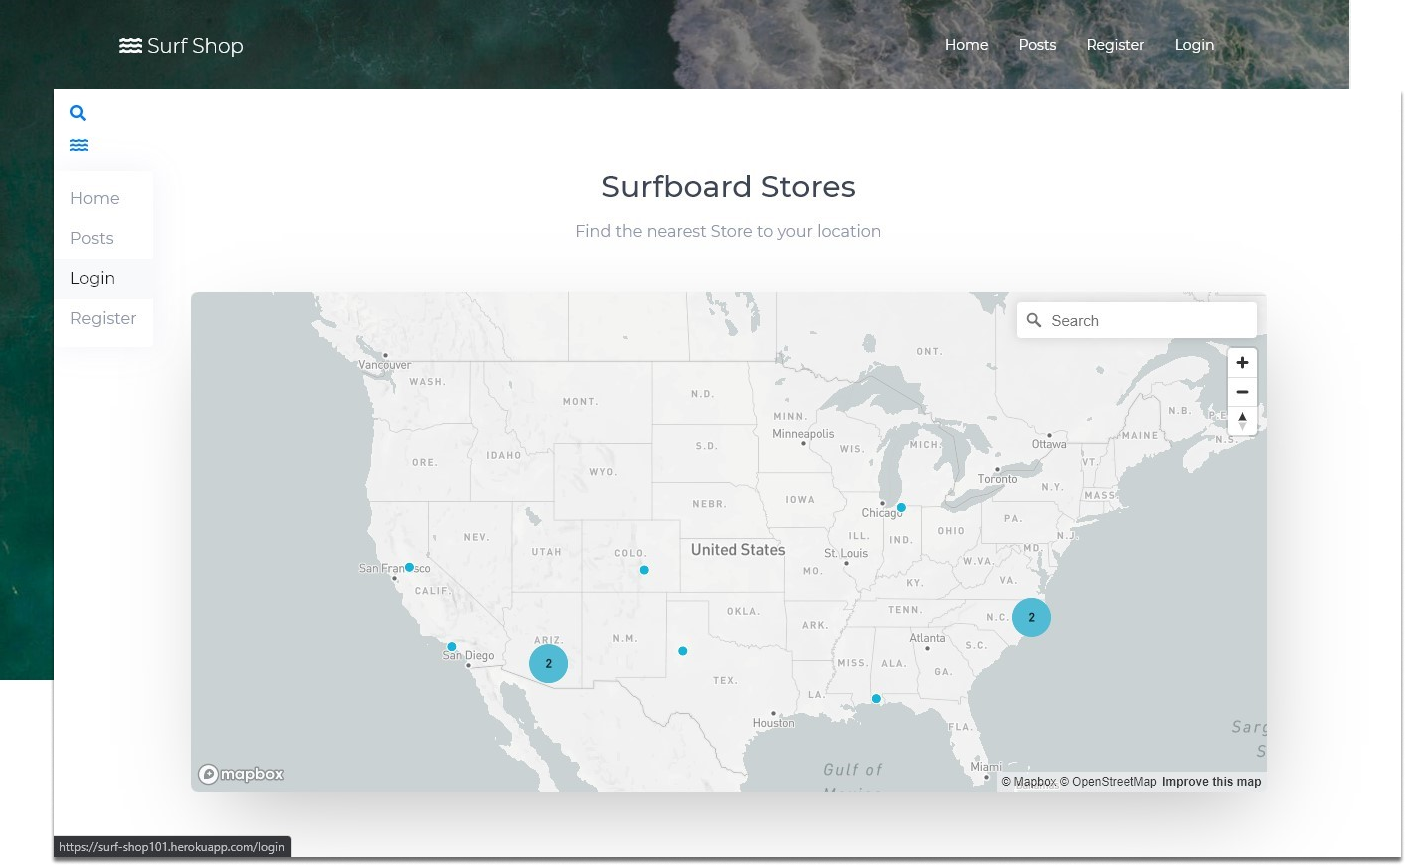 Surf Shop
Home Posts Register Login
Home
Posts
Login
Register
Surfboard Stores
Find the nearest Store to your location
Search
ONT.
Vancouver
WASH.
MONT.
N.D.
MINN.
Minneapolis
N.B.
P.E.
MAINE
N.S.
Ottawa
ORE.
IDAHO
S.D.
WIS.
MICH.
VT.
WYO.
Toronto
N.Y.
MASS.
NEBR.
IOWA
Chicago
PA.
NEV.
UTAH
COLO.
United States
ILL.
IND.
OHIO
N.J.
MD.
St. Louis
San Francisco
CALIF.
MO.
W.VA.
KY.
VA.
OKLA.
TENN.
N.C.
2
ARIZ.
N.M.
ARK.
Atlanta
S.C.
San Diego
2
MISS.
ALA.
GA.
TEX.
LA.
Houston
FLA.
Gulf of
Mexico
Miami
mapbox
© Mapbox © OpenStreetMap Improve this map
https://surf-shop101.herokuapp.com/login